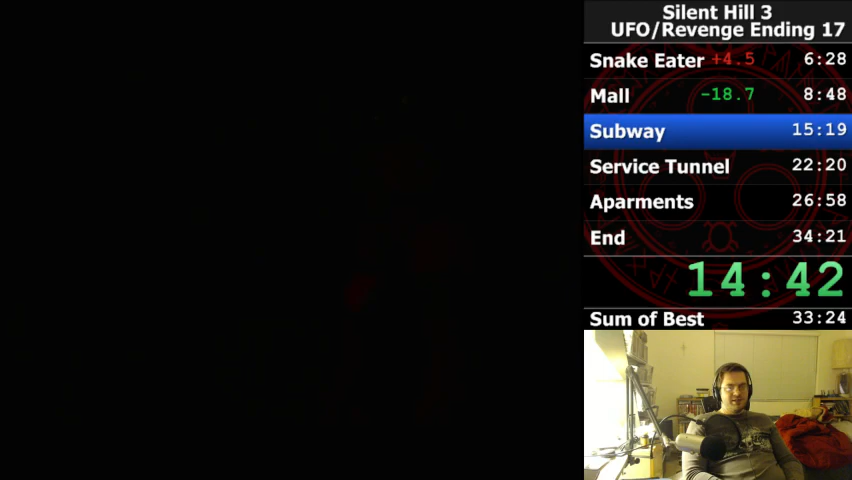 Silent Hill 3
UFO/Revenge Ending 17
Snake Eater +4.5 6:28
Mall -18.7 8:48
Subway 15:19
Service Tunnel 22:20
Aparments 26:58
End 34:21
14:42
Sum of Best 33:24